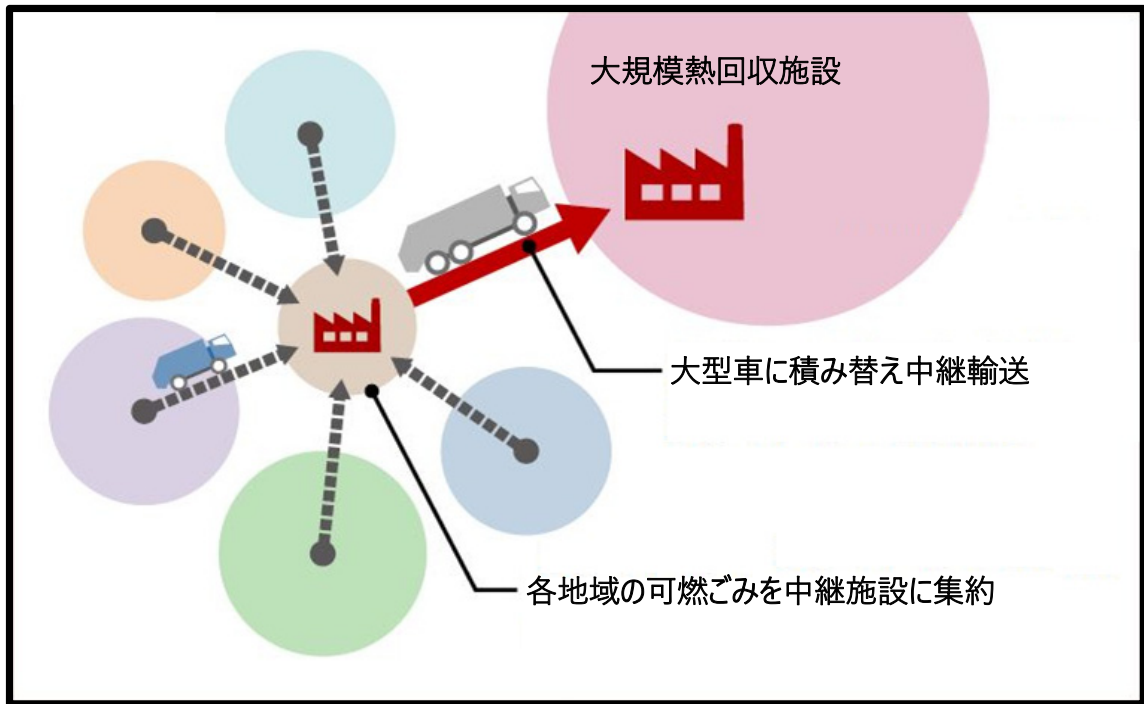 大規模熱回収施設
大型車に積み替え中継輸送
各地域の可燃ごみを中継施設に集約